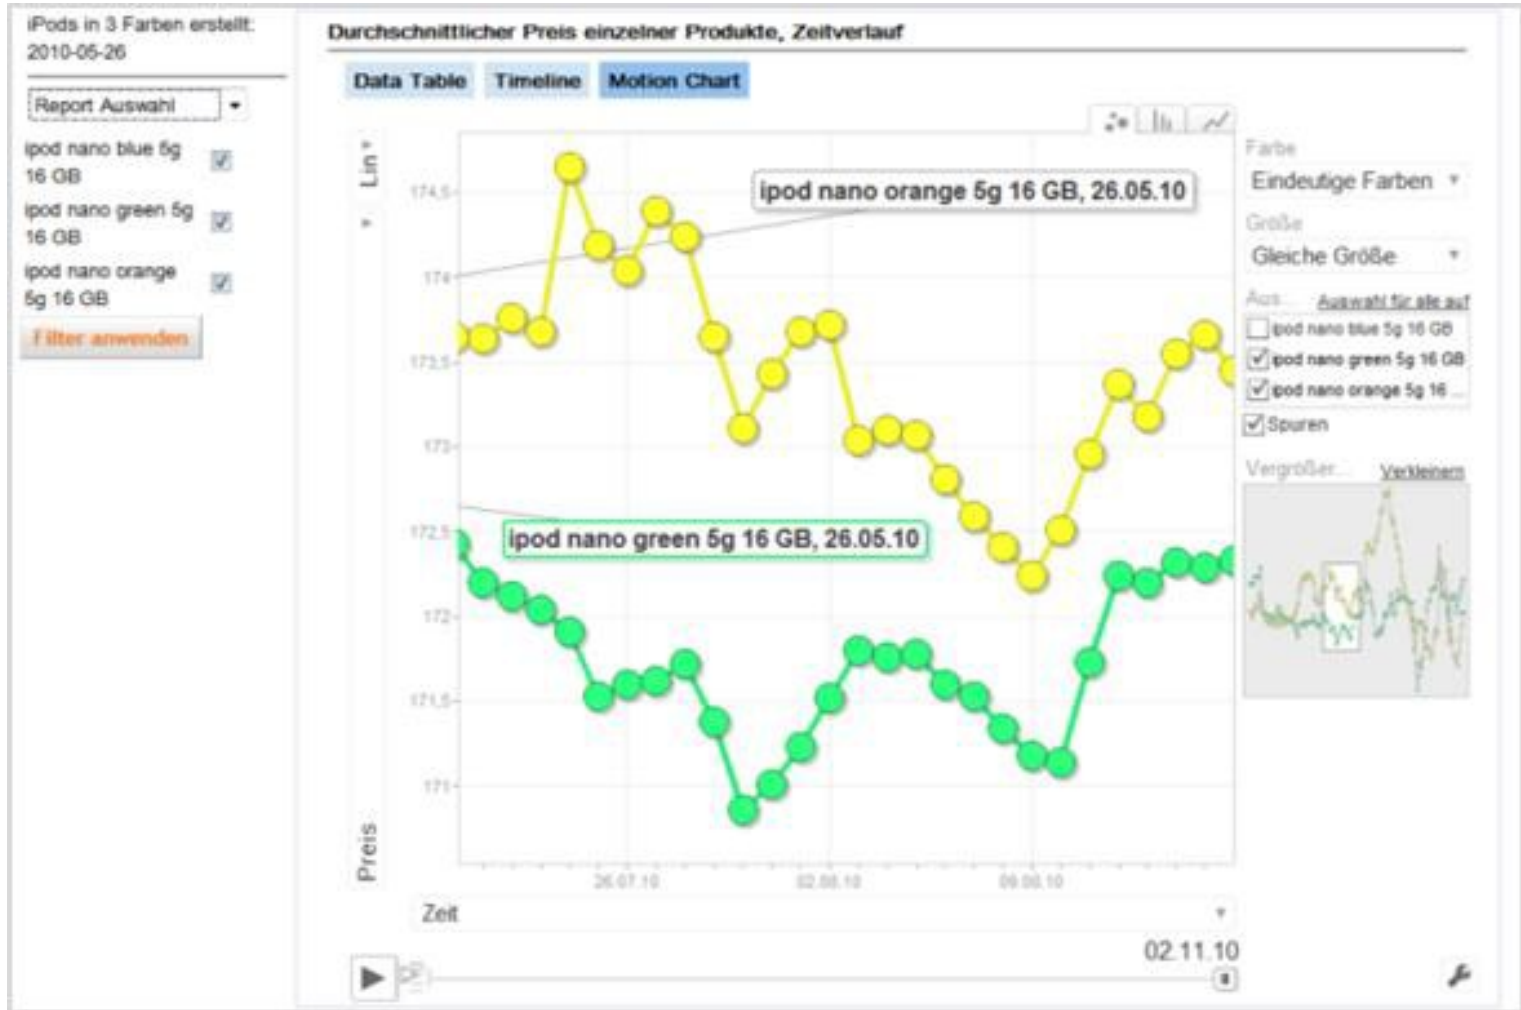 iPods in 3 Farben erstellt:
2010-05-26
Report Auswahl
ipod nano blue 5g
16 GB
ipod nano green 5g
16 GB
ipod nano orange
5g 16 GB
Filter anwenden
Durchschnittlicher Preis einzelner Produkte, Zeitverlauf
Data Table
Timeline
Motion Chart
Lin
174,5
174
173,5
173
172,5
172
171,5
171
Preis
ipod nano orange 5g 16 GB, 26.05.10
ipod nano green 5g 16 GB, 26.05.10
26.07.10
02.08.10
09.08.10
Zeit
02.11.10
Farbe
Eindeutige Farben
Größe
Gleiche Größe
Aus... Auswahl für alle auf
ipod nano blue 5g 16 GB
ipod nano green 5g 16 GB
ipod nano orange 5g 16 ...
Spuren
Vergrößer... Verkleinern